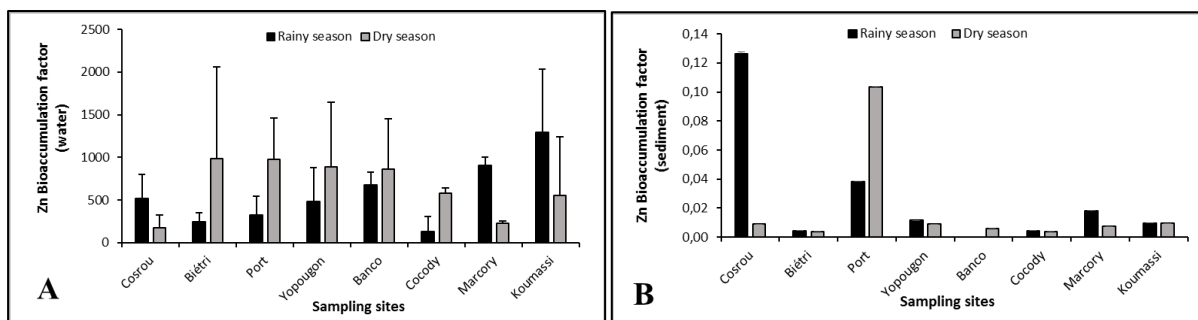 Zn Bioaccumulation factor
(water)
2500
2000
1500
1000
500
0
Rainy season
Dry season
Cosrou
Biétri
Port
Yopougon
Banco
Cocody
Marcory
Koumassi
Sampling sites
A
Zn Bioaccumulation factor
(sediment)
0,14
0,12
0,10
0,08
0,06
0,04
0,02
0,00
Rainy season
Dry season
Cosrou
Biétri
Port
Yopougon
Banco
Cocody
Marcory
Koumassi
Sampling sites
B